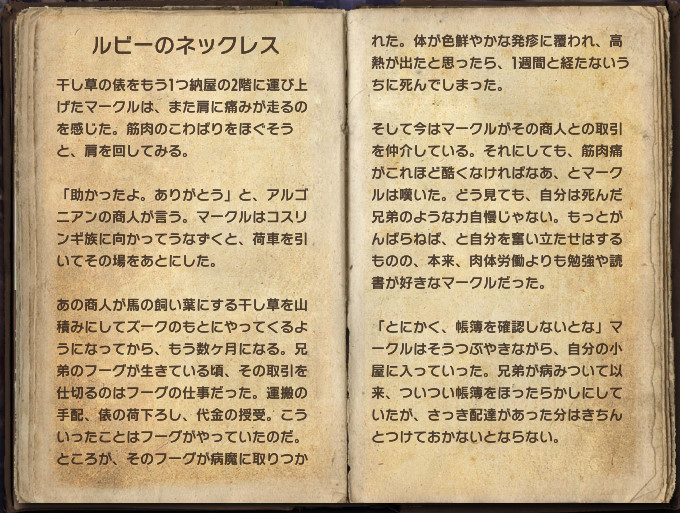 ルビーのネックレス
干し草の俵をもう1つ納屋の2階に運び上
げたマークルは、また肩に痛みが走るの
を感じた。筋肉のこわばりをほぐそう
と、肩を回してみる。
「助かったよ。ありがとう」と、アルゴ
ニアンの商人が言う。マークルはコスリ
ンギ族に向かってうなずくと、荷車を引
いてその場をあとにした。
あの商人が馬の飼い葉にする干し草を山
積みにしてズークのもとにやってくるよ
うになってから、もう数ヶ月になる。兄
弟のフーグが生きている頃、その取引を
仕切るのはフーグの仕事だった。運搬の
手配、俵の荷下ろし、代金の授受。こう
いったことはフーグがやっていたのだ。
ところが、そのフーグが病魔に取りつか
れた。体が色鮮やかな発疹に覆われ、高
熱が出たと思ったら、1週間と経たないう
ちに死んでしまった。
そして今はマークルがその商人との取引
を仲介している。それにしても、筋肉痛
がこれほど酷くなければなあ、とマーク
ルは嘆いた。どう見ても、自分は死んだ
兄弟のような力自慢じゃない。もっとが
んばらねば、と自分を奮い立たせはする
ものの、本来、肉体労働よりも勉強や読
書が好きなマークルだった。
「とにかく、帳簿を確認しないとな」マ
ークルはそうつぶやきながら、自分の小
屋に入っていった。兄弟が病みついて以
来、ついつい帳簿をほったらかしにして
いたが、さっき配達があった分はきちん
とつけておかないとならない。